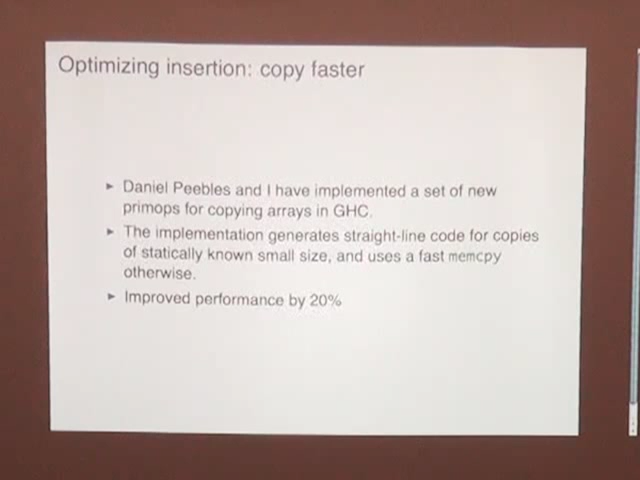 Optimizing insertion: copy faster
► Daniel Peebles and I have implemented a set of new
primops for copying arrays in GHC.
► The implementation generates straight-line code for copies
of statically known small size, and uses a fast memcpy
otherwise.
► Improved performance by 20%